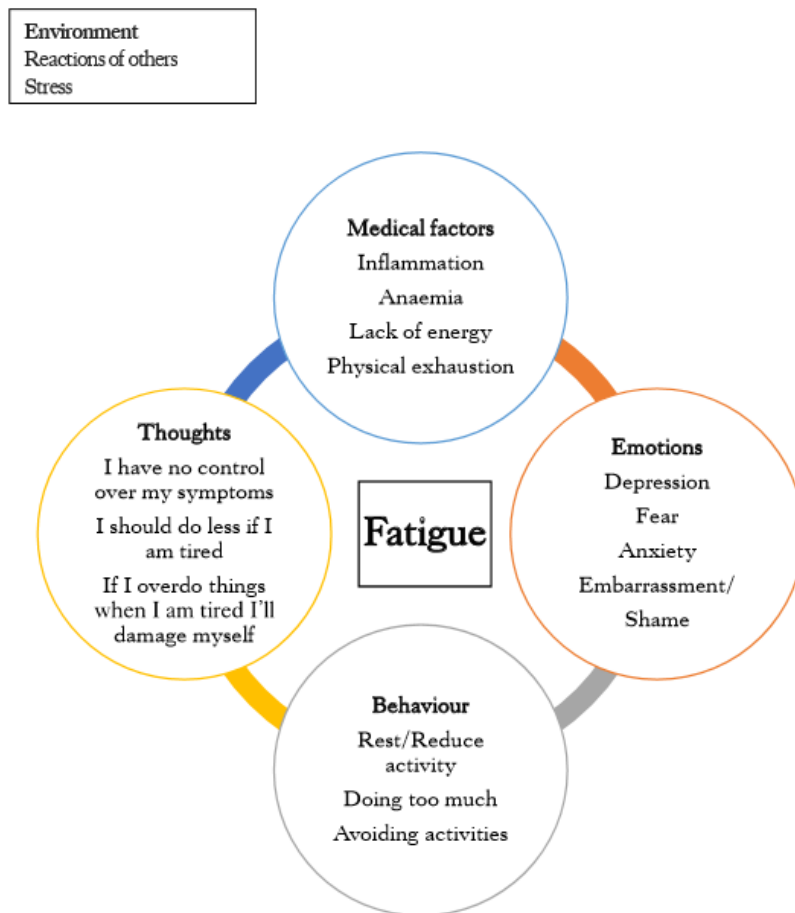 Environment
Reactions of others
Stress
Medical factors
Inflammation
Anaemia
Lack of energy
Physical exhaustion
Thoughts
I have no control
over my symptoms
I should do less if I
am tired
If I overdo things
when I am tired I'll
damage myself
Fatigue
Emotions
Depression
Fear
Anxiety
Embarrassment/
Shame
Behaviour
Rest/Reduce
activity
Doing too much
Avoiding activities